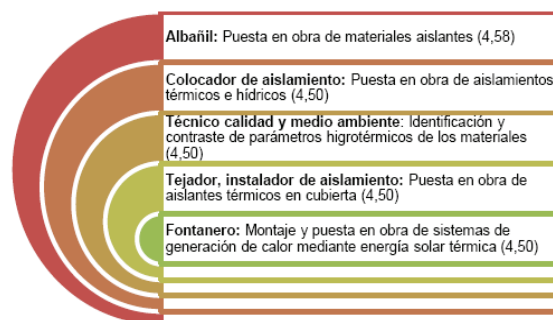 Albañil: Puesta en obra de materiales aislantes (4,58)
Colocador de aislamiento: Puesta en obra de aislamientos
térmicos e hídricos (4,50)
Técnico calidad y medio ambiente: Identificación y
contraste de parámetros higrotérmicos de los materiales
(4,50)
Tejador, instalador de aislamiento: Puesta en obra de
aislantes térmicos en cubierta (4,50)
Fontanero: Montaje y puesta en obra de sistemas de
generación de calor mediante energía solar térmica (4,50)